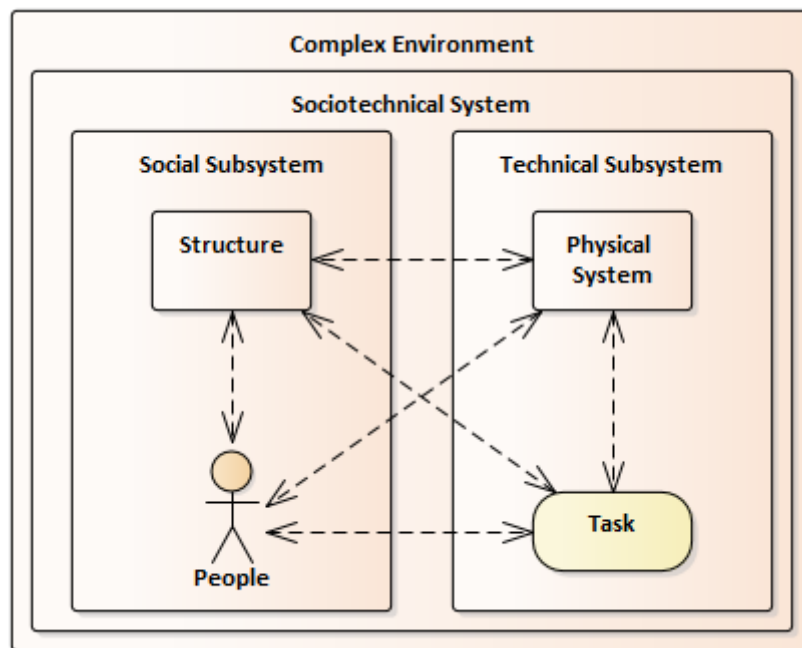 Complex Environment
Sociotechnical System
Social Subsystem
Technical Subsystem
Structure
Physical
System
People
Task